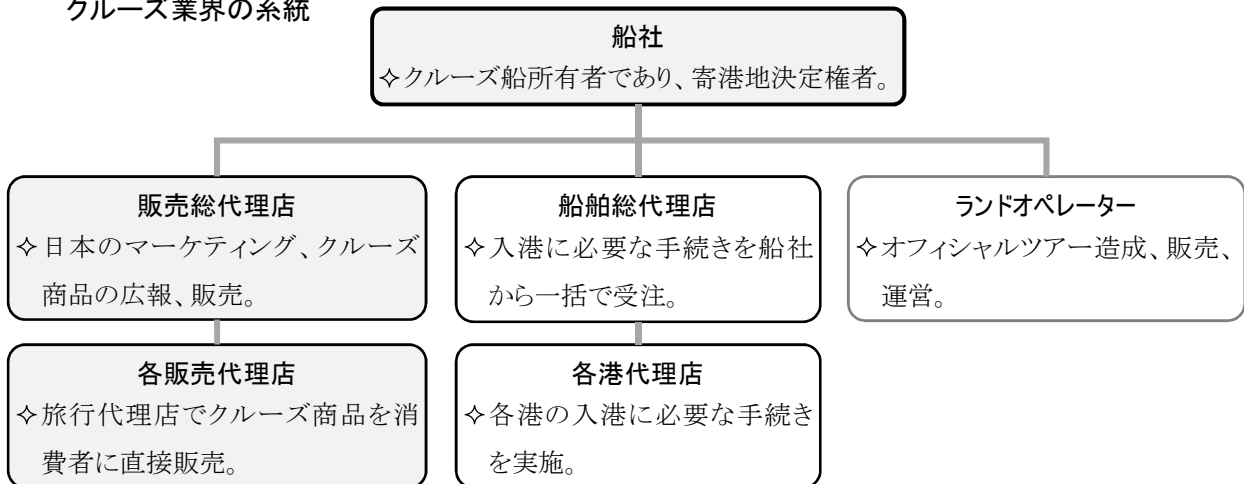 クルーズ業界の系統
船社
✧クルーズ船所有者であり、寄港地決定権者。
販売総代理店
✧日本のマーケティング、クルーズ
商品の広報、販売。
船舶総代理店
✧入港に必要な手続きを船社
から一括で受注。
ランドオペレーター
✧オフィシャルツアー造成、販売、
運営。
各販売代理店
✧旅行代理店でクルーズ商品を消
費者に直接販売。
各港代理店
✧各港の入港に必要な手続き
を実施。